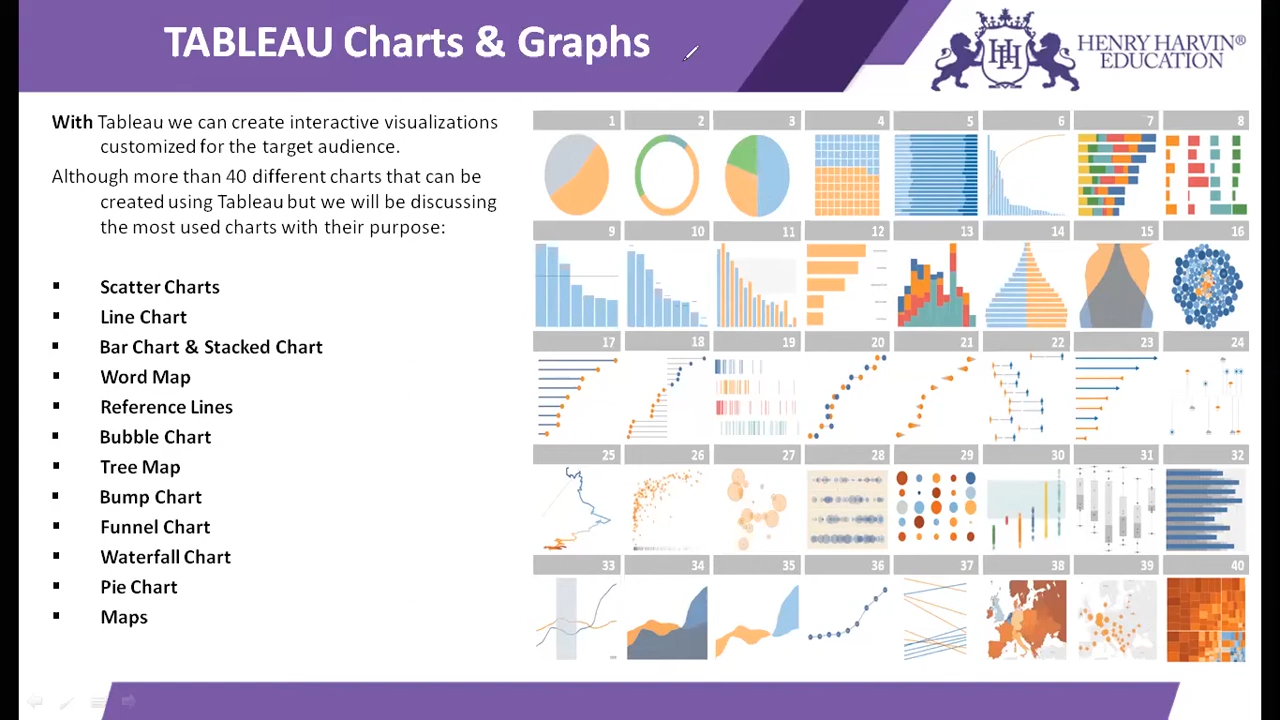 TABLEAU Charts & Graphs
HENRY HARVIN®
EDUCATION
With Tableau we can create interactive visualizations
customized for the target audience.
Although more than 40 different charts that can be
created using Tableau but we will be discussing
the most used charts with their purpose:
▪ Scatter Charts
▪ Line Chart
▪ Bar Chart & Stacked Chart
▪ Word Map
▪ Reference Lines
▪ Bubble Chart
▪ Tree Map
▪ Bump Chart
▪ Funnel Chart
▪ Waterfall Chart
▪ Pie Chart
▪ Maps
1 2 3 4 5 6 7 8
9 10 11 12 13 14 15 16
17 18 19 20 21 22 23 24
25 26 27 28 29 30 31 32
33 34 35 36 37 38 39 40